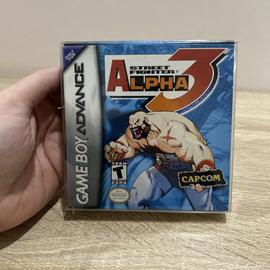 GAME BOY ADVANCE
STREET
FIGHTER
ALPHA 3
TEEN
T
CAPCOM